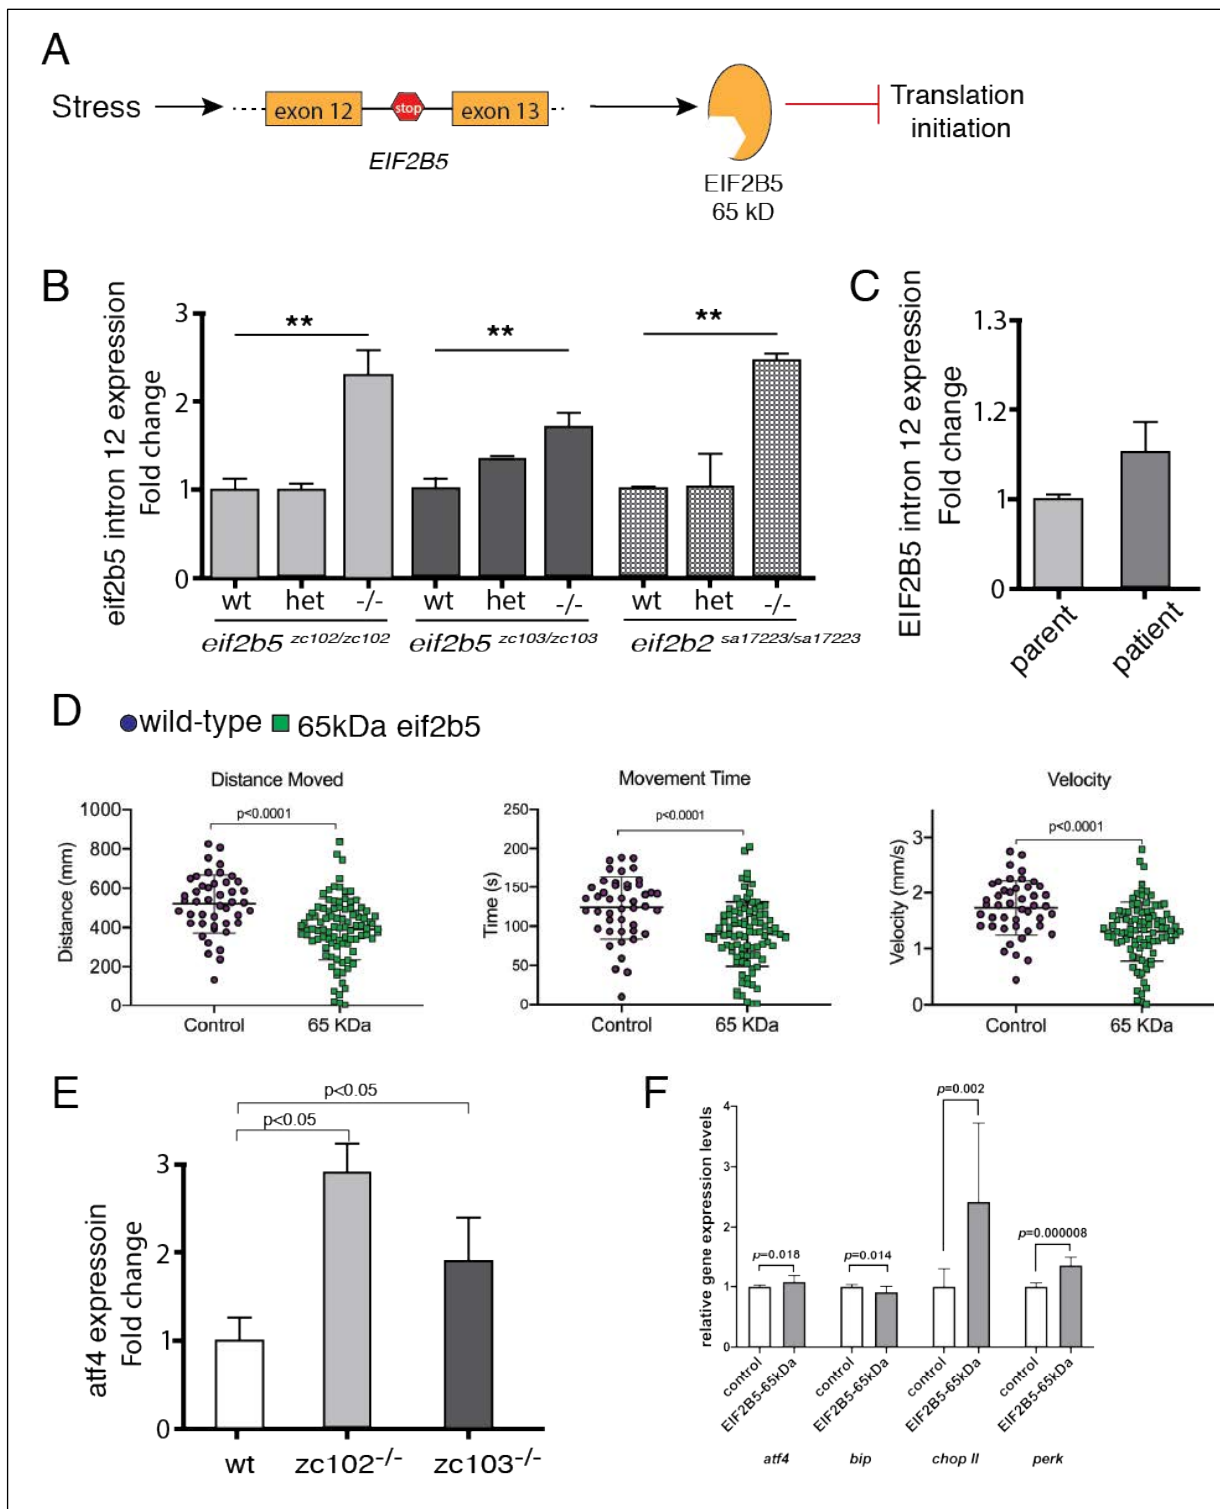 A
Stress
exon 12
stop
exon 13
EIF2B5
EIF2B5
65 kD
Translation
initiation
B
eif2b5 intron 12 expression
Fold change
3
2
1
0
**
**
**
wt
het
-/-
wt
het
-/-
wt
het
-/-
eif2b5 zc102/zc102
eif2b5 zc103/zc103
eif2b2 sa17223/sa17223
C
EIF2B5 intron 12 expression
Fold change
1.3
1.2
1
0
parent
patient
D
wild-type
65kDa eif2b5
Distance Moved
p<0.0001
Distance (mm)
1000
800
600
400
200
0
Control
65 KDa
Movement Time
p<0.0001
Time (s)
250
200
150
100
50
0
Control
65 KDa
Velocity
p<0.0001
Velocity (mm/s)
3
2
1
0
Control
65 KDa
E
p<0.05
p<0.05
atf4 expressoin
Fold change
3
2
1
0
wt
zc102-/-
zc103-/-
F
relative gene expression levels
4
3
2
1
0
p=0.018
p=0.014
p=0.002
p=0.000008
control
EIF2B5-65kDa
control
EIF2B5-65kDa
control
EIF2B5-65kDa
control
EIF2B5-65kDa
atf4
bip
chop II
perk